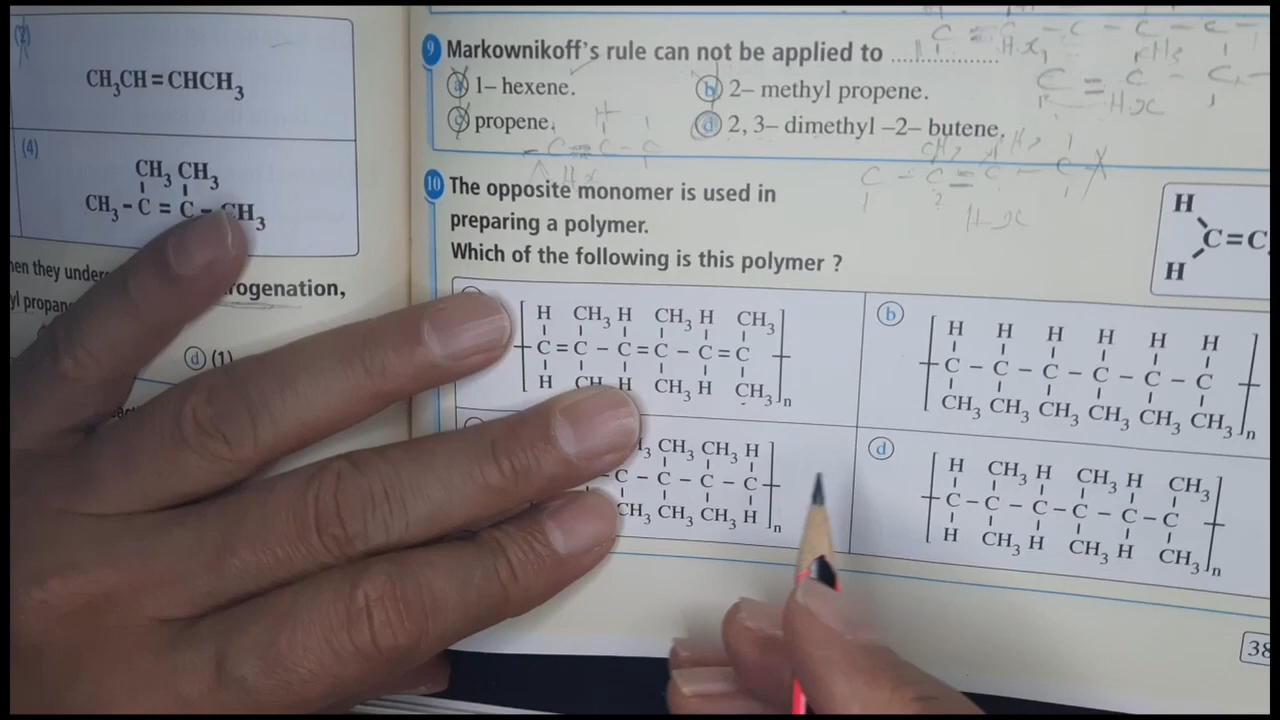 (2)
CH₃CH = CHCH₃
(4)
CH₃ CH₃
CH₃ - C = C - CH₃
hen they under
rogenation,
yl propan
ⓓ (1)
9 Markownikoff's rule can not be applied to ..................
ⓐ 1– hexene.
ⓑ 2– methyl propene.
ⓒ propene.
ⓓ 2, 3– dimethyl –2– butene.
10 The opposite monomer is used in
preparing a polymer.
Which of the following is this polymer ?
H
C = C
H
H CH₃ H CH₃ H CH₃
C = C – C = C – C = C
H CH H CH₃ H CH₃ n
ⓑ
H H H H H H
C – C – C – C – C – C
CH₃ CH₃ CH₃ CH₃ CH₃ CH₃ n
CH₃ CH₃ H
C – C – C – C
CH₃ CH₃ CH₃ H n
ⓓ
H CH₃ H CH₃ H CH₃
C – C – C – C – C – C
H CH₃ H CH₃ H CH₃ n
38